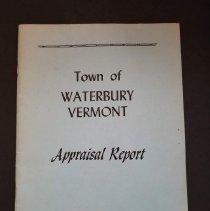 Town of
WATERBURY
VERMONT
Appraisal Report